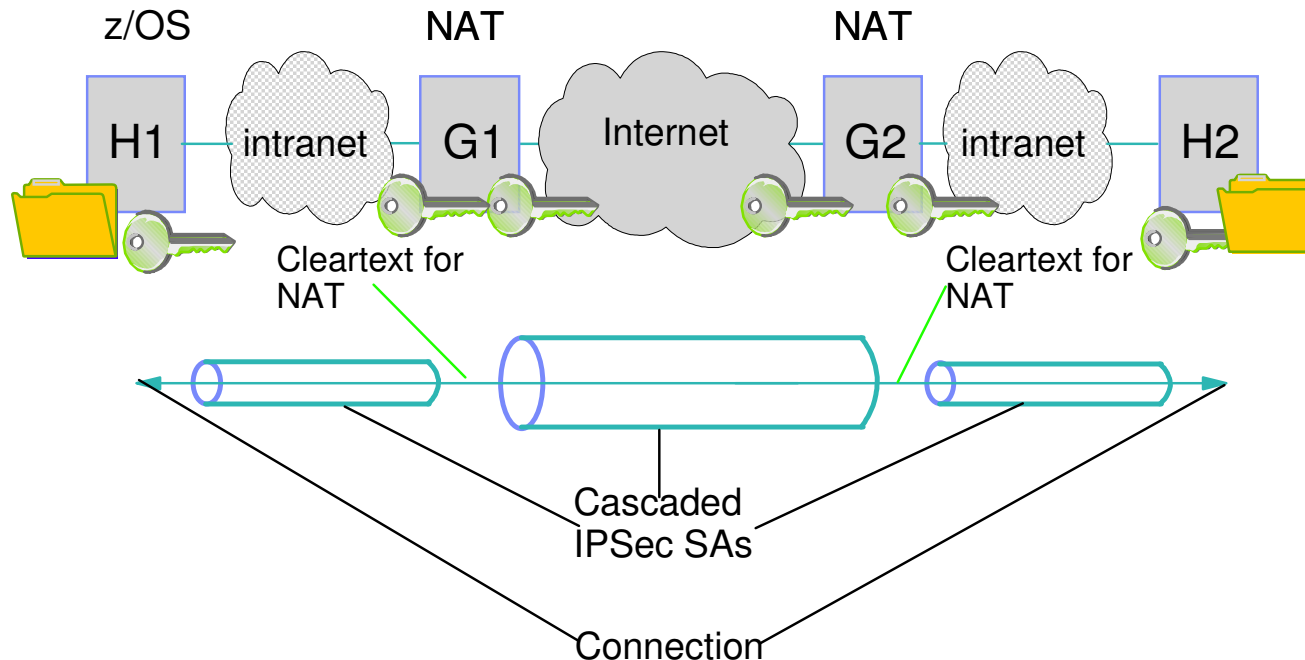 z/OS
NAT
NAT
H1
intranet
G1
Internet
G2
intranet
H2
Cleartext for
NAT
Cleartext for
NAT
Cascaded
IPSec SAs
Connection